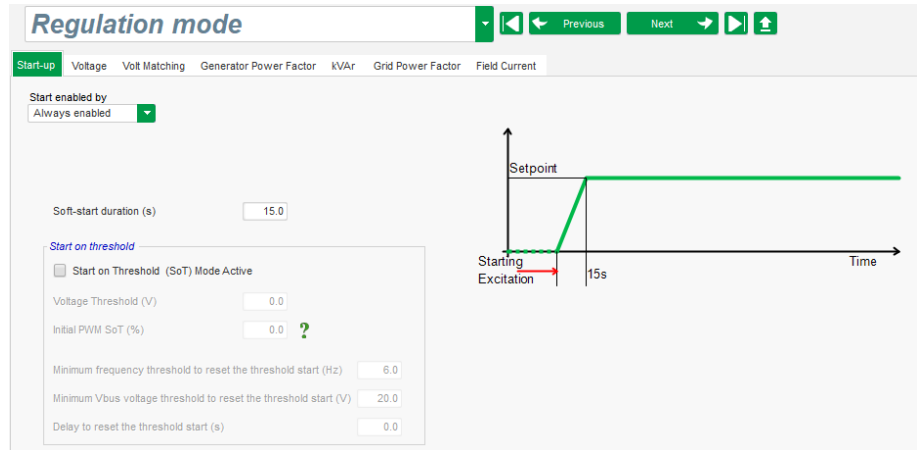 Regulation mode
Previous
Next
Start-up
Voltage
Volt Matching
Generator Power Factor
kVAr
Grid Power Factor
Field Current
Start enabled by
Always enabled
Soft-start duration (s)
15.0
Start on threshold
Start on Threshold (SoT) Mode Active
Voltage Threshold (V)
0.0
Initial PWM SoT (%)
0.0
?
Minimum frequency threshold to reset the threshold start (Hz)
6.0
Minimum Vbus voltage threshold to reset the threshold start (V)
20.0
Delay to reset the threshold start (s)
0.0
Setpoint
Starting
Excitation
15s
Time